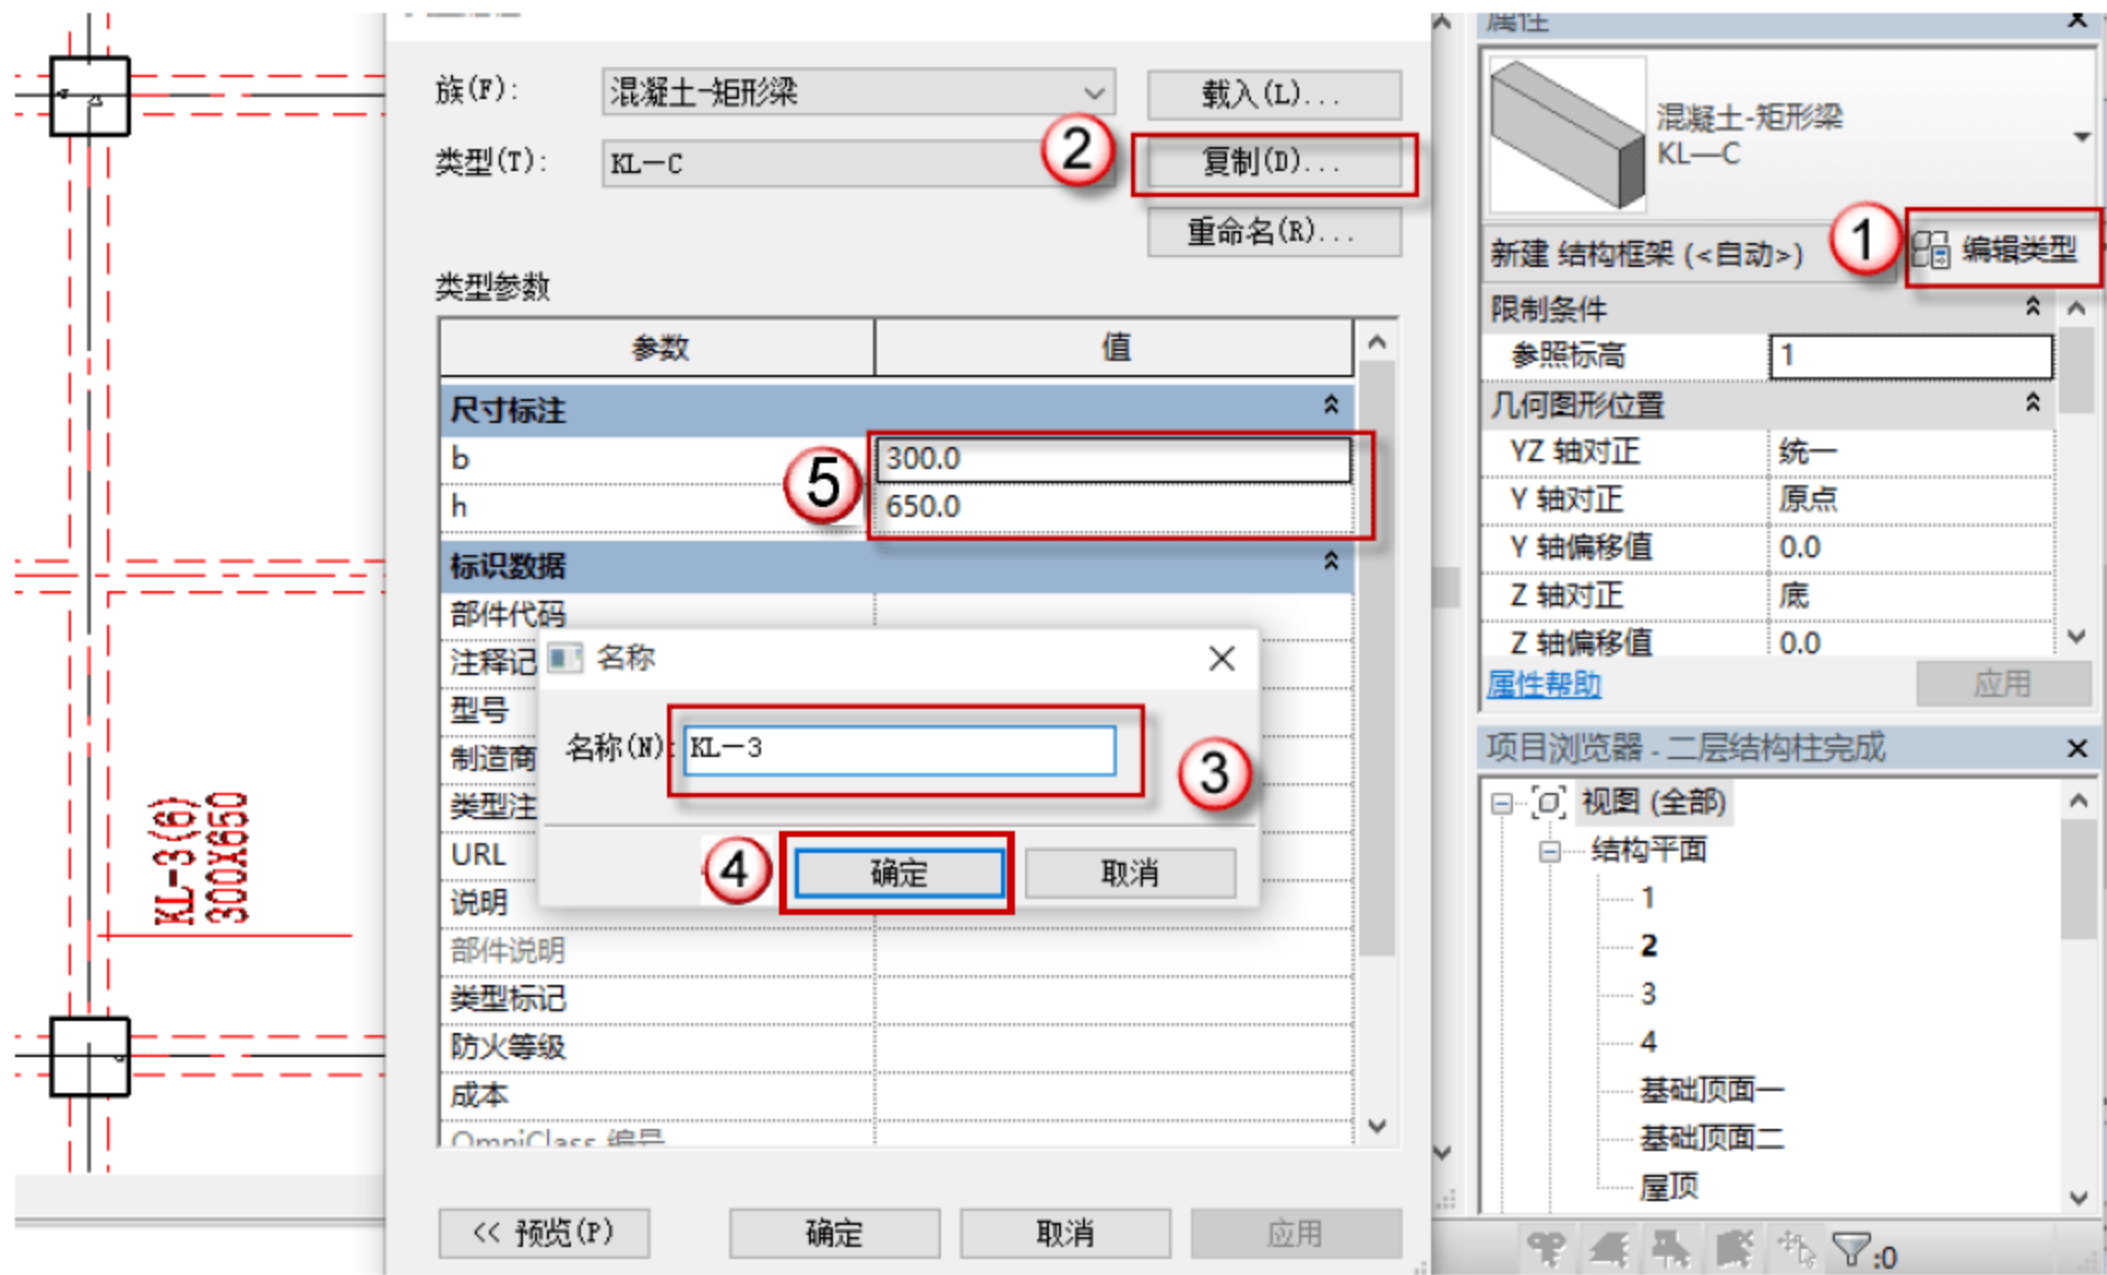 KL-3(6)
300X650
族(F):
混凝土-矩形梁
载入(L)...
类型(T):
KL—C
2
复制(D)...
重命名(R)...
类型参数
参数
值
尺寸标注
b
300.0
h
650.0
5
标识数据
部件代码
注释记
型号
制造商
类型注
URL
说明
部件说明
类型标记
防火等级
成本
OmniClass 编号
名称
名称(N):
KL—3
3
4
确定
取消
<< 预览(P)
确定
取消
应用
属性
混凝土-矩形梁
KL—C
新建 结构框架 (<自动>)
1
编辑类型
限制条件
参照标高
1
几何图形位置
YZ 轴对正
统一
Y 轴对正
原点
Y 轴偏移值
0.0
Z 轴对正
底
Z 轴偏移值
0.0
属性帮助
应用
项目浏览器 - 二层结构柱完成
视图 (全部)
结构平面
1
2
3
4
基础顶面一
基础顶面二
屋顶
:0